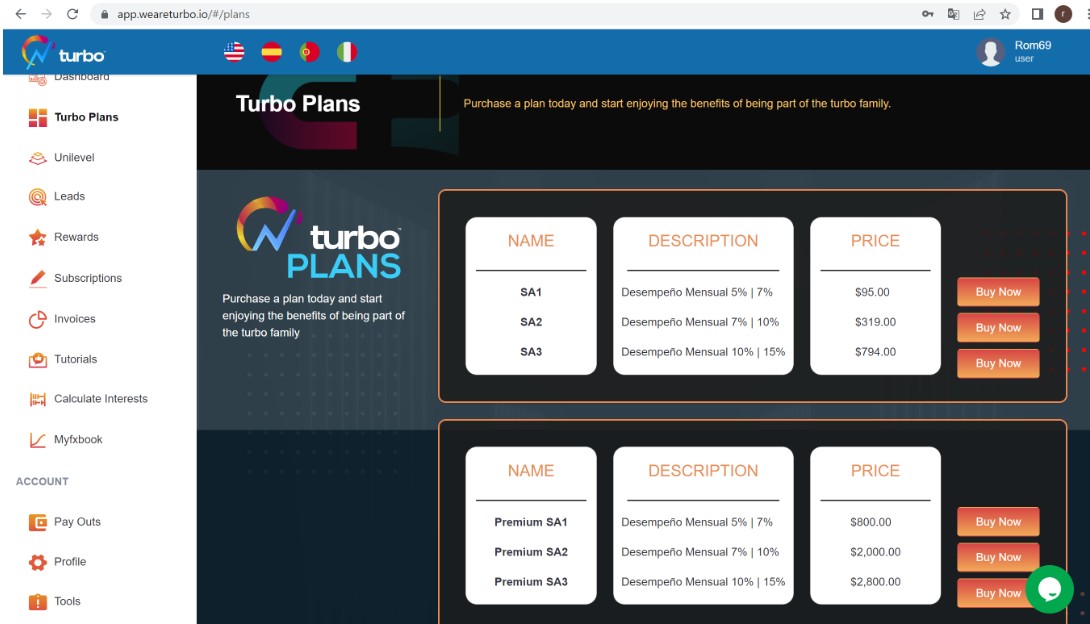 app.weareturbo.io/#/plans
r
turbo
Rom69
user
Dashboard
Turbo Plans
Unilevel
Leads
Rewards
Subscriptions
Invoices
Tutorials
Calculate Interests
Myfxbook
ACCOUNT
Pay Outs
Profile
Tools
Turbo Plans
Purchase a plan today and start enjoying the benefits of being part of the turbo family.
turbo
PLANS
Purchase a plan today and start
enjoying the benefits of being part of
the turbo family
NAME DESCRIPTION PRICE
SA1 Desempeño Mensual 5% | 7% $95.00 Buy Now
SA2 Desempeño Mensual 7% | 10% $319.00 Buy Now
SA3 Desempeño Mensual 10% | 15% $794.00 Buy Now
NAME DESCRIPTION PRICE
Premium SA1 Desempeño Mensual 5% | 7% $800.00 Buy Now
Premium SA2 Desempeño Mensual 7% | 10% $2,000.00 Buy Now
Premium SA3 Desempeño Mensual 10% | 15% $2,800.00 Buy Now